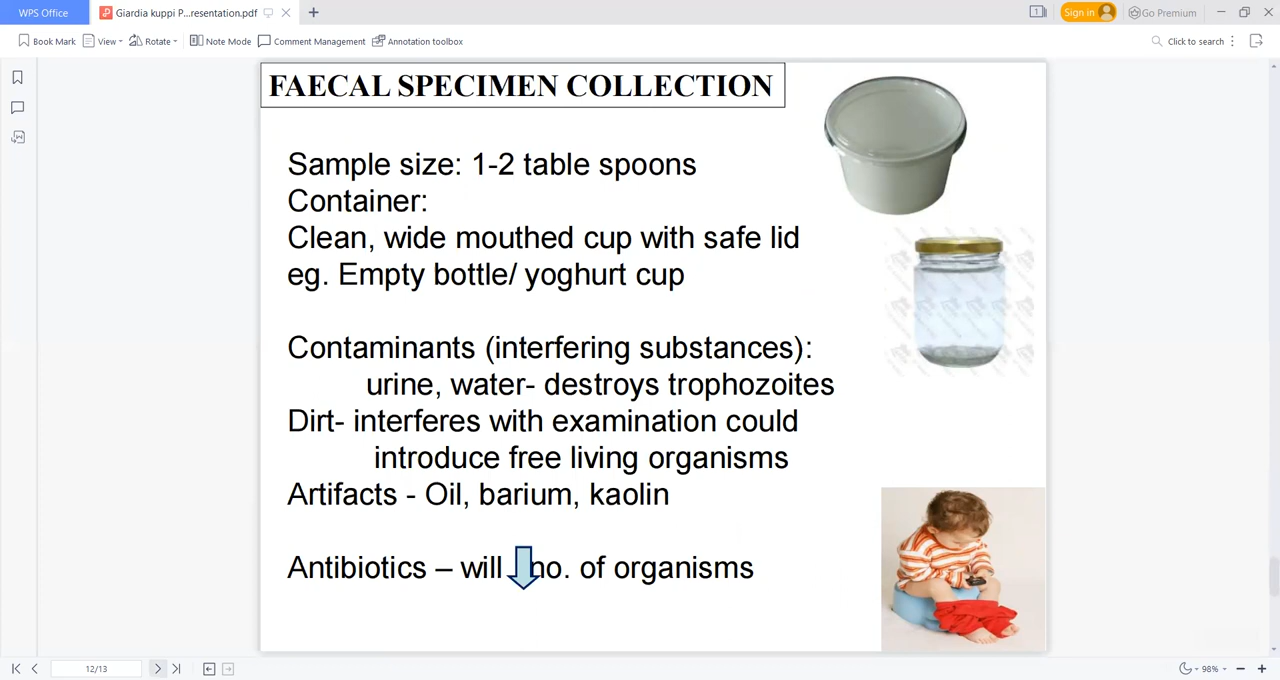 WPS Office
Giardia kuppi P...resentation.pdf
1
Sign in
Go Premium
Book Mark
View
Rotate
Note Mode
Comment Management
Annotation toolbox
Click to search
FAECAL SPECIMEN COLLECTION
Sample size: 1-2 table spoons
Container:
Clean, wide mouthed cup with safe lid
eg. Empty bottle/ yoghurt cup
Contaminants (interfering substances):
urine, water- destroys trophozoites
Dirt- interferes with examination could
introduce free living organisms
Artifacts - Oil, barium, kaolin
Antibiotics – will no. of organisms
12/13
98%